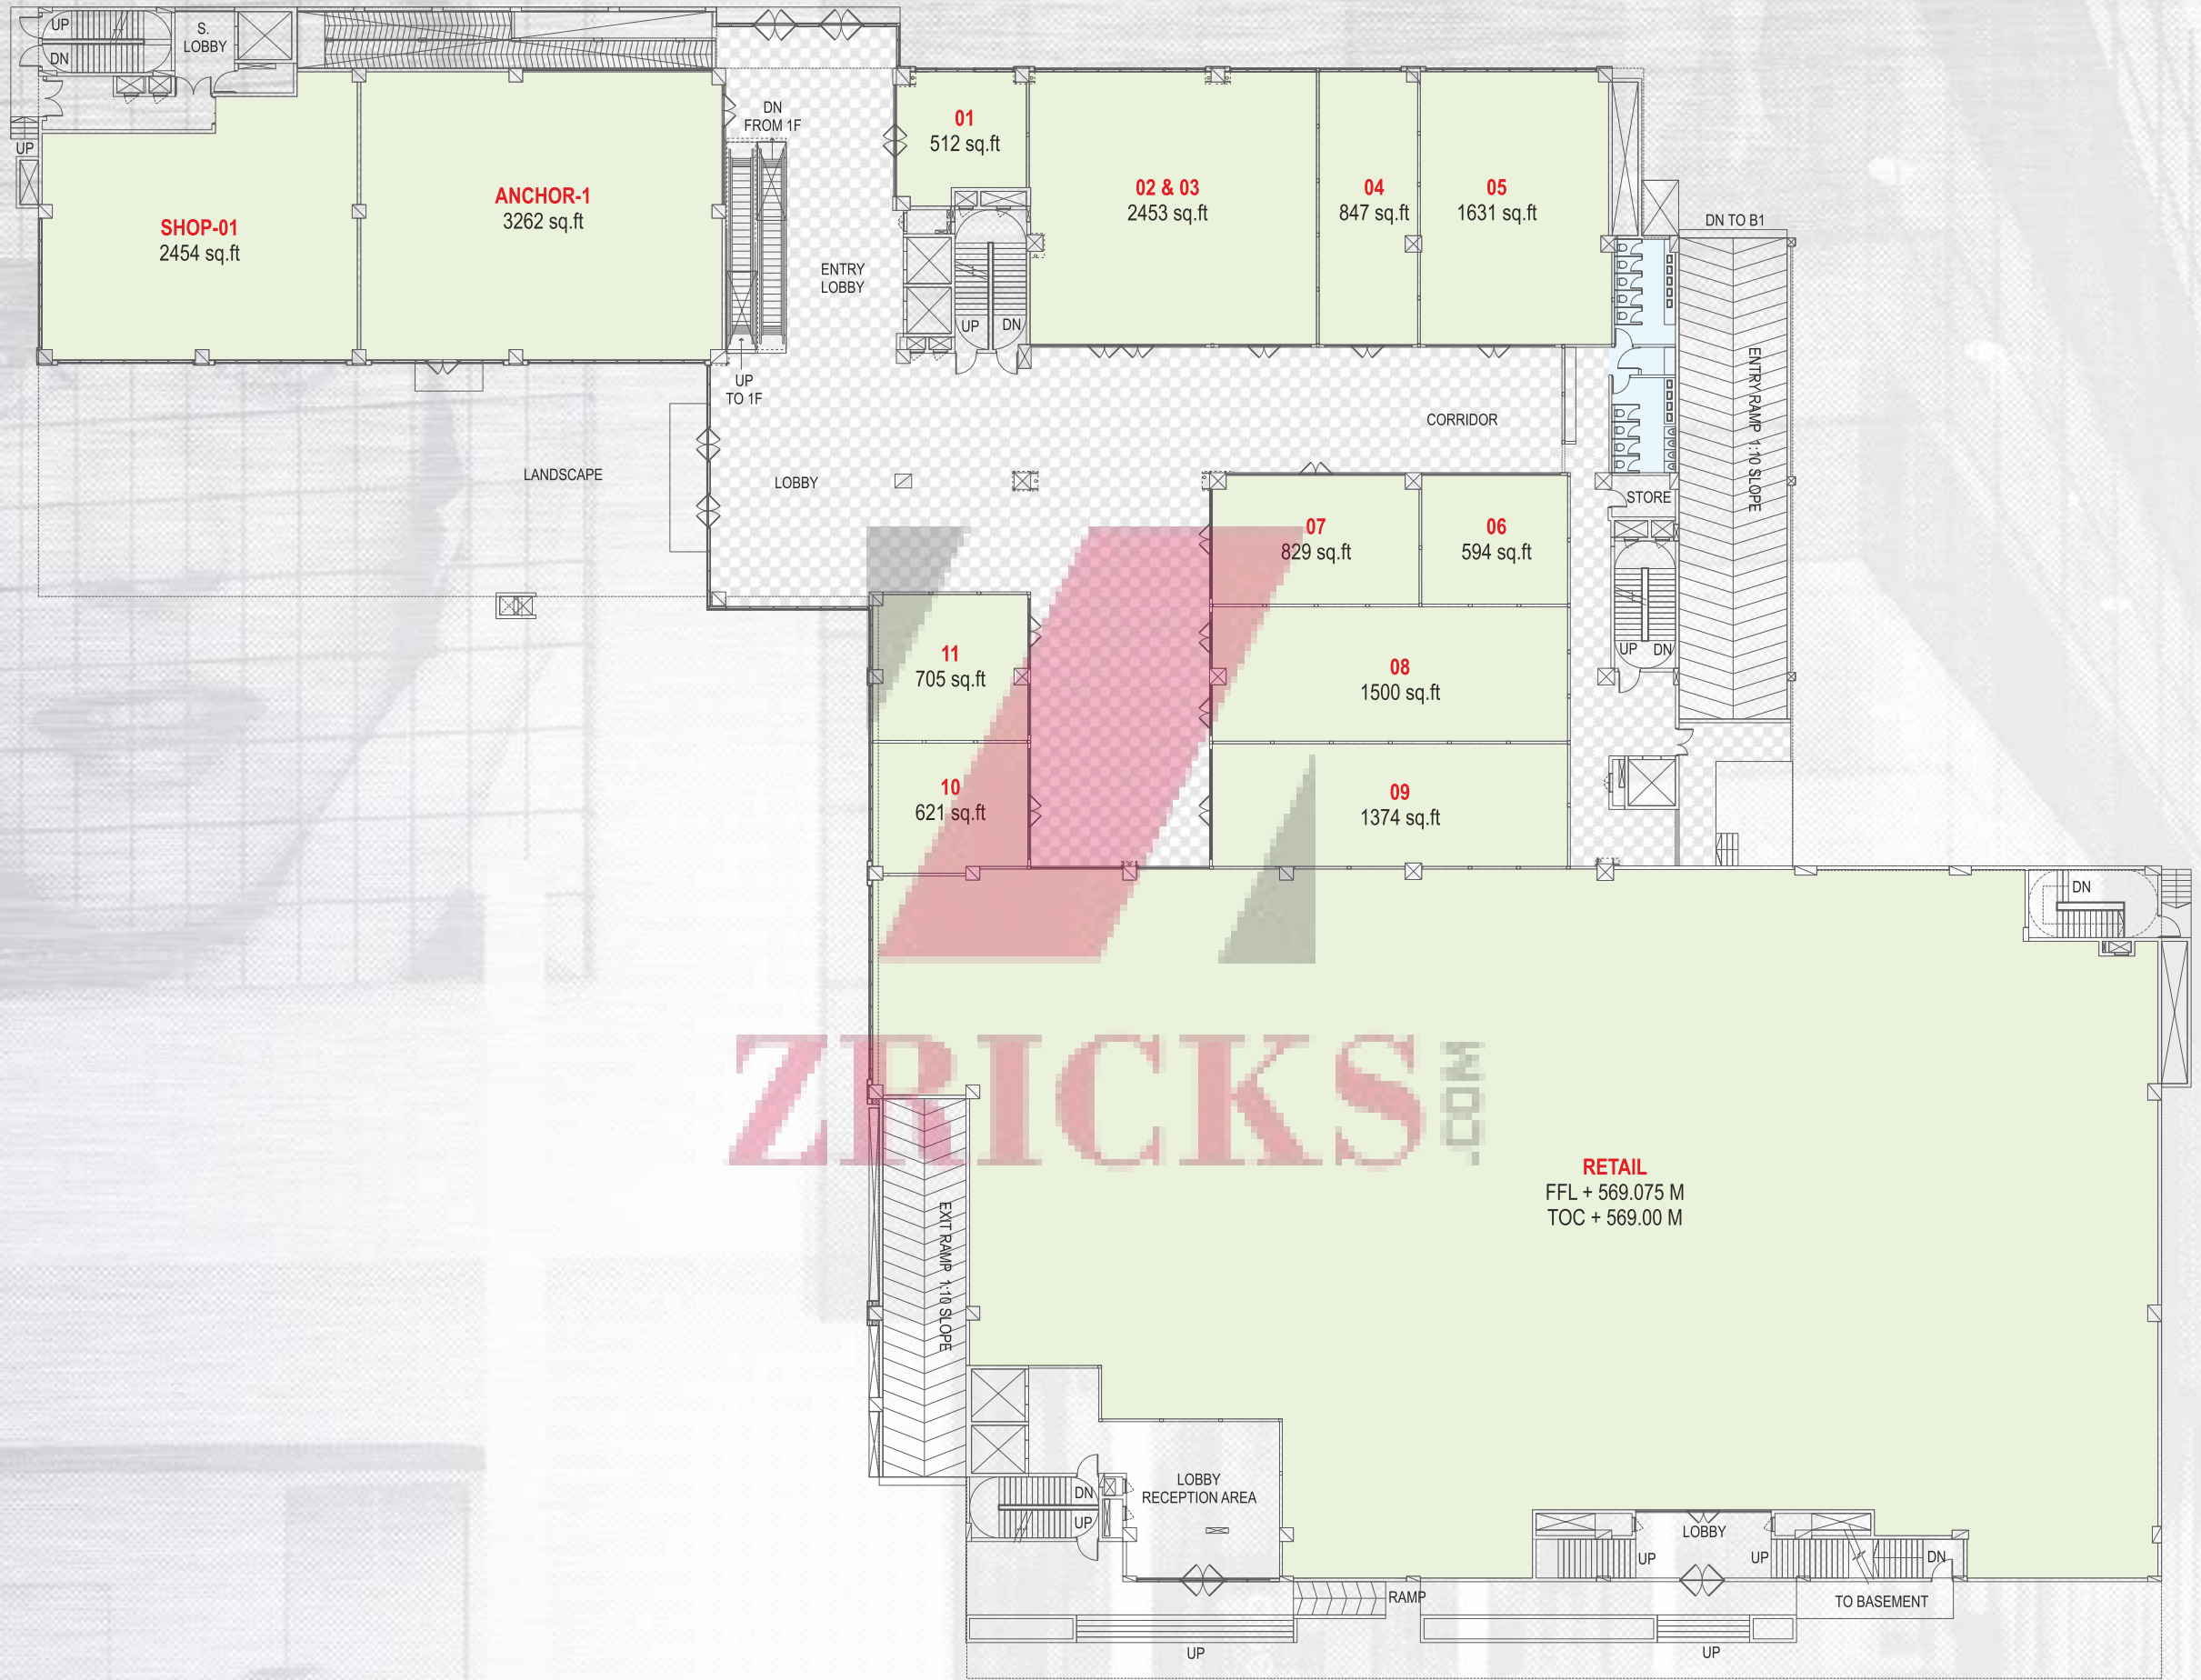 UP
DN
S.
LOBBY
UP
SHOP-01
2454 sq.ft
ANCHOR-1
3262 sq.ft
DN
FROM 1F
ENTRY
LOBBY
UP
TO 1F
01
512 sq.ft
UP
DN
02 & 03
2453 sq.ft
04
847 sq.ft
05
1631 sq.ft
DN TO B1
ENTRY RAMP 1:10 SLOPE
CORRIDOR
LANDSCAPE
LOBBY
STORE
07
829 sq.ft
06
594 sq.ft
UP
DN
11
705 sq.ft
08
1500 sq.ft
10
621 sq.ft
09
1374 sq.ft
DN
ZRICKS
.COM
RETAIL
FFL + 569.075 M
TOC + 569.00 M
EXIT RAMP 1:10 SLOPE
DN
UP
LOBBY
RECEPTION AREA
LOBBY
UP
UP
DN
RAMP
TO BASEMENT
UP
UP